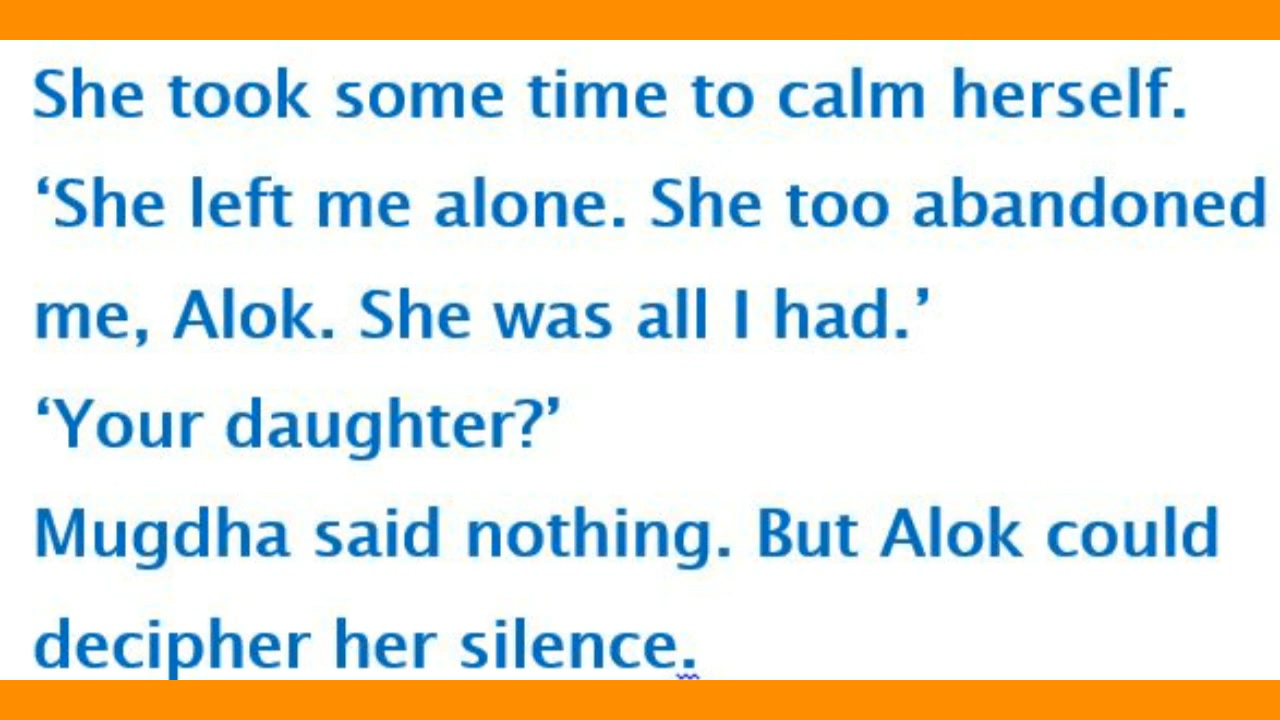 She took some time to calm herself.
‘She left me alone. She too abandoned
me, Alok. She was all I had.’
‘Your daughter?’
Mugdha said nothing. But Alok could
decipher her silence.